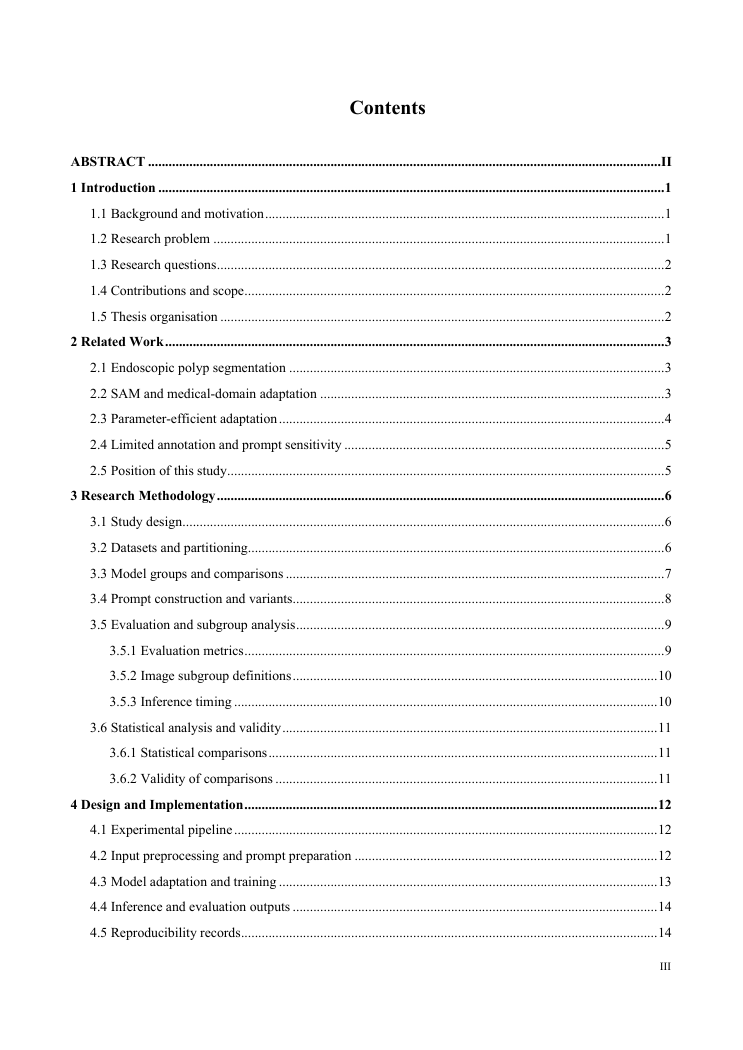 Contents
ABSTRACT ..... II
1 Introduction ..... 1
1.1 Background and motivation ..... 1
1.2 Research problem ..... 1
1.3 Research questions ..... 2
1.4 Contributions and scope ..... 2
1.5 Thesis organisation ..... 2
2 Related Work ..... 3
2.1 Endoscopic polyp segmentation ..... 3
2.2 SAM and medical-domain adaptation ..... 3
2.3 Parameter-efficient adaptation ..... 4
2.4 Limited annotation and prompt sensitivity ..... 5
2.5 Position of this study ..... 5
3 Research Methodology ..... 6
3.1 Study design ..... 6
3.2 Datasets and partitioning ..... 6
3.3 Model groups and comparisons ..... 7
3.4 Prompt construction and variants ..... 8
3.5 Evaluation and subgroup analysis ..... 9
3.5.1 Evaluation metrics ..... 9
3.5.2 Image subgroup definitions ..... 10
3.5.3 Inference timing ..... 10
3.6 Statistical analysis and validity ..... 11
3.6.1 Statistical comparisons ..... 11
3.6.2 Validity of comparisons ..... 11
4 Design and Implementation ..... 12
4.1 Experimental pipeline ..... 12
4.2 Input preprocessing and prompt preparation ..... 12
4.3 Model adaptation and training ..... 13
4.4 Inference and evaluation outputs ..... 14
4.5 Reproducibility records ..... 14
III